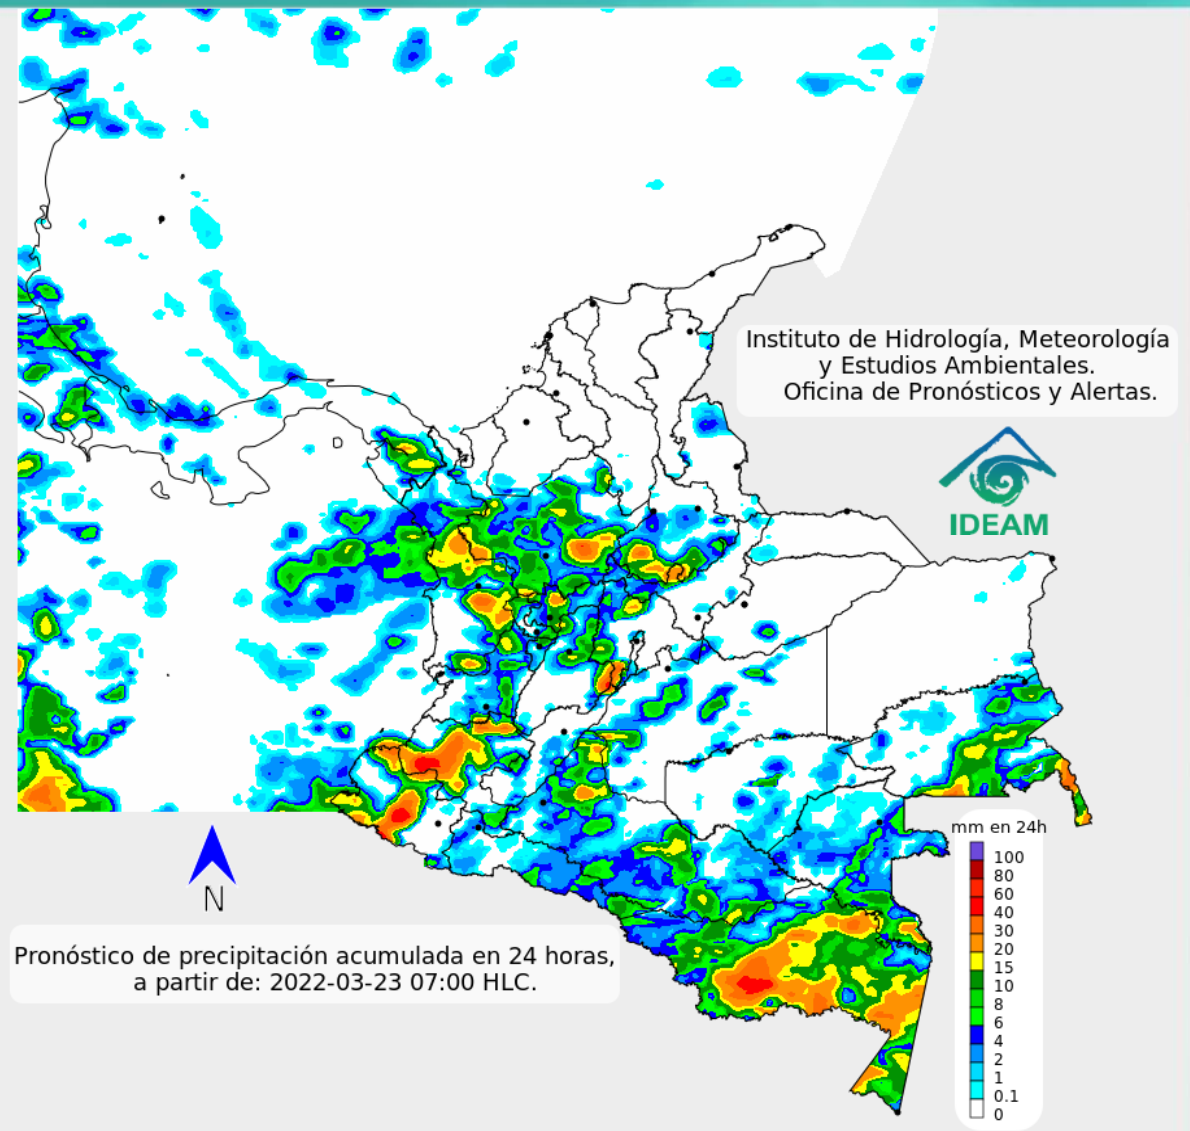 Instituto de Hidrología, Meteorología
y Estudios Ambientales.
Oficina de Pronósticos y Alertas.
IDEAM
mm en 24h
100
80
60
40
30
20
15
10
8
6
4
2
1
0.1
0
N
Pronóstico de precipitación acumulada en 24 horas,
a partir de: 2022-03-23 07:00 HLC.